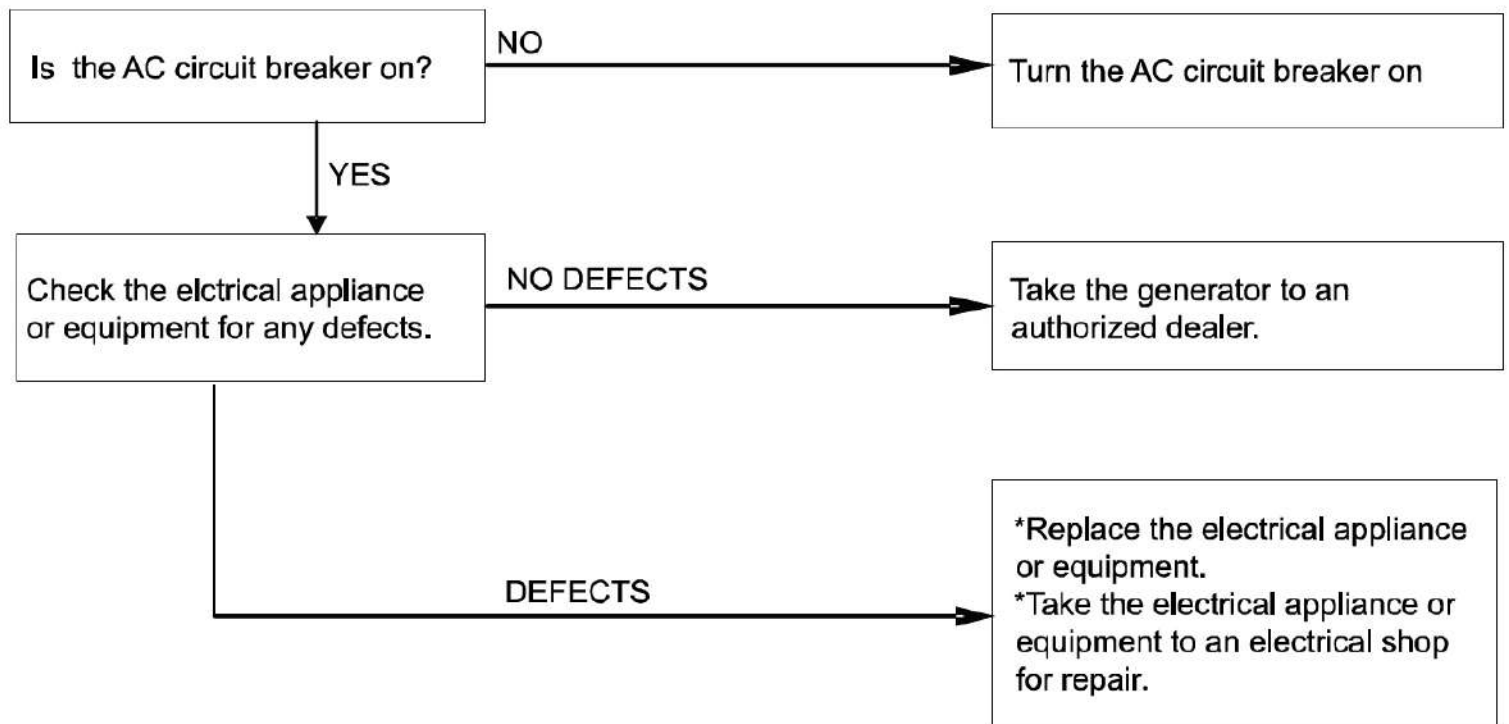 Is the AC circuit breaker on?
NO
Turn the AC circuit breaker on
YES
Check the elctrical appliance
or equipment for any defects.
NO DEFECTS
Take the generator to an
authorized dealer.
DEFECTS
*Replace the electrical appliance
or equipment.
*Take the electrical appliance or
equipment to an electrical shop
for repair.